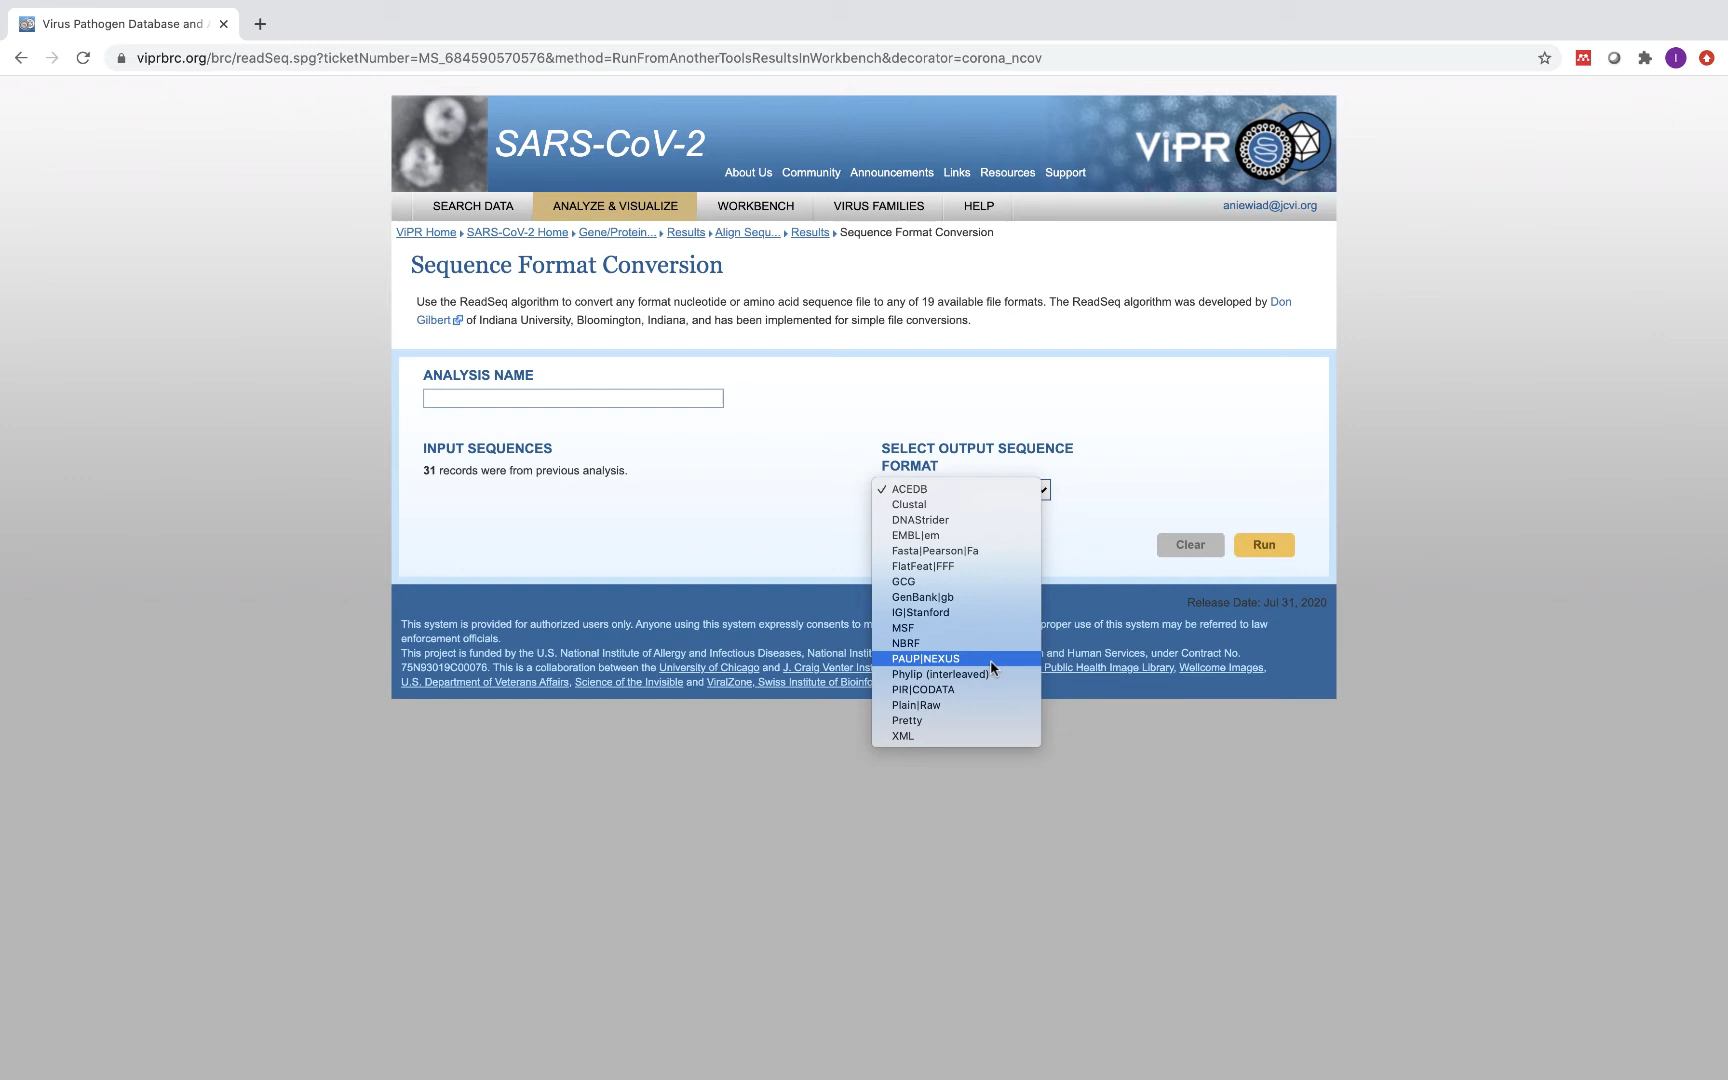 Virus Pathogen Database and
viprbrc.org/brc/readSeq.spg?ticketNumber=MS_684590570576&method=RunFromAnotherToolsResultsInWorkbench&decorator=corona_ncov
I
SARS-CoV-2
ViPR
About Us Community Announcements Links Resources Support
SEARCH DATA ANALYZE & VISUALIZE WORKBENCH VIRUS FAMILIES HELP aniewiad@jcvi.org
ViPR Home SARS-CoV-2 Home Gene/Protein... Results Align Sequ... Results Sequence Format Conversion
Sequence Format Conversion
Use the ReadSeq algorithm to convert any format nucleotide or amino acid sequence file to any of 19 available file formats. The ReadSeq algorithm was developed by Don
Gilbert of Indiana University, Bloomington, Indiana, and has been implemented for simple file conversions.
ANALYSIS NAME
INPUT SEQUENCES
31 records were from previous analysis.
SELECT OUTPUT SEQUENCE
FORMAT
ACEDB
Clustal
DNAStrider
EMBL|em
Fasta|Pearson|Fa
FlatFeat|FFF
GCG
GenBank|gb
IG|Stanford
MSF
NBRF
PAUP|NEXUS
Phylip (interleaved)
PIR|CODATA
Plain|Raw
Pretty
XML
Clear Run
Release Date: Jul 31, 2020
This system is provided for authorized users only. Anyone using this system expressly consents to m proper use of this system may be referred to law
enforcement officials.
This project is funded by the U.S. National Institute of Allergy and Infectious Diseases, National Instit and Human Services, under Contract No.
75N93019C00076. This is a collaboration between the University of Chicago and J. Craig Venter Ins Public Health Image Library, Wellcome Images,
U.S. Department of Veterans Affairs, Science of the Invisible and ViralZone, Swiss Institute of Bioinfo